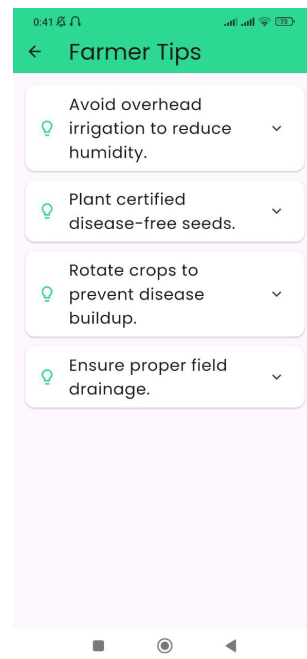 0:41
73
Farmer Tips
Avoid overhead
irrigation to reduce
humidity.
Plant certified
disease-free seeds.
Rotate crops to
prevent disease
buildup.
Ensure proper field
drainage.